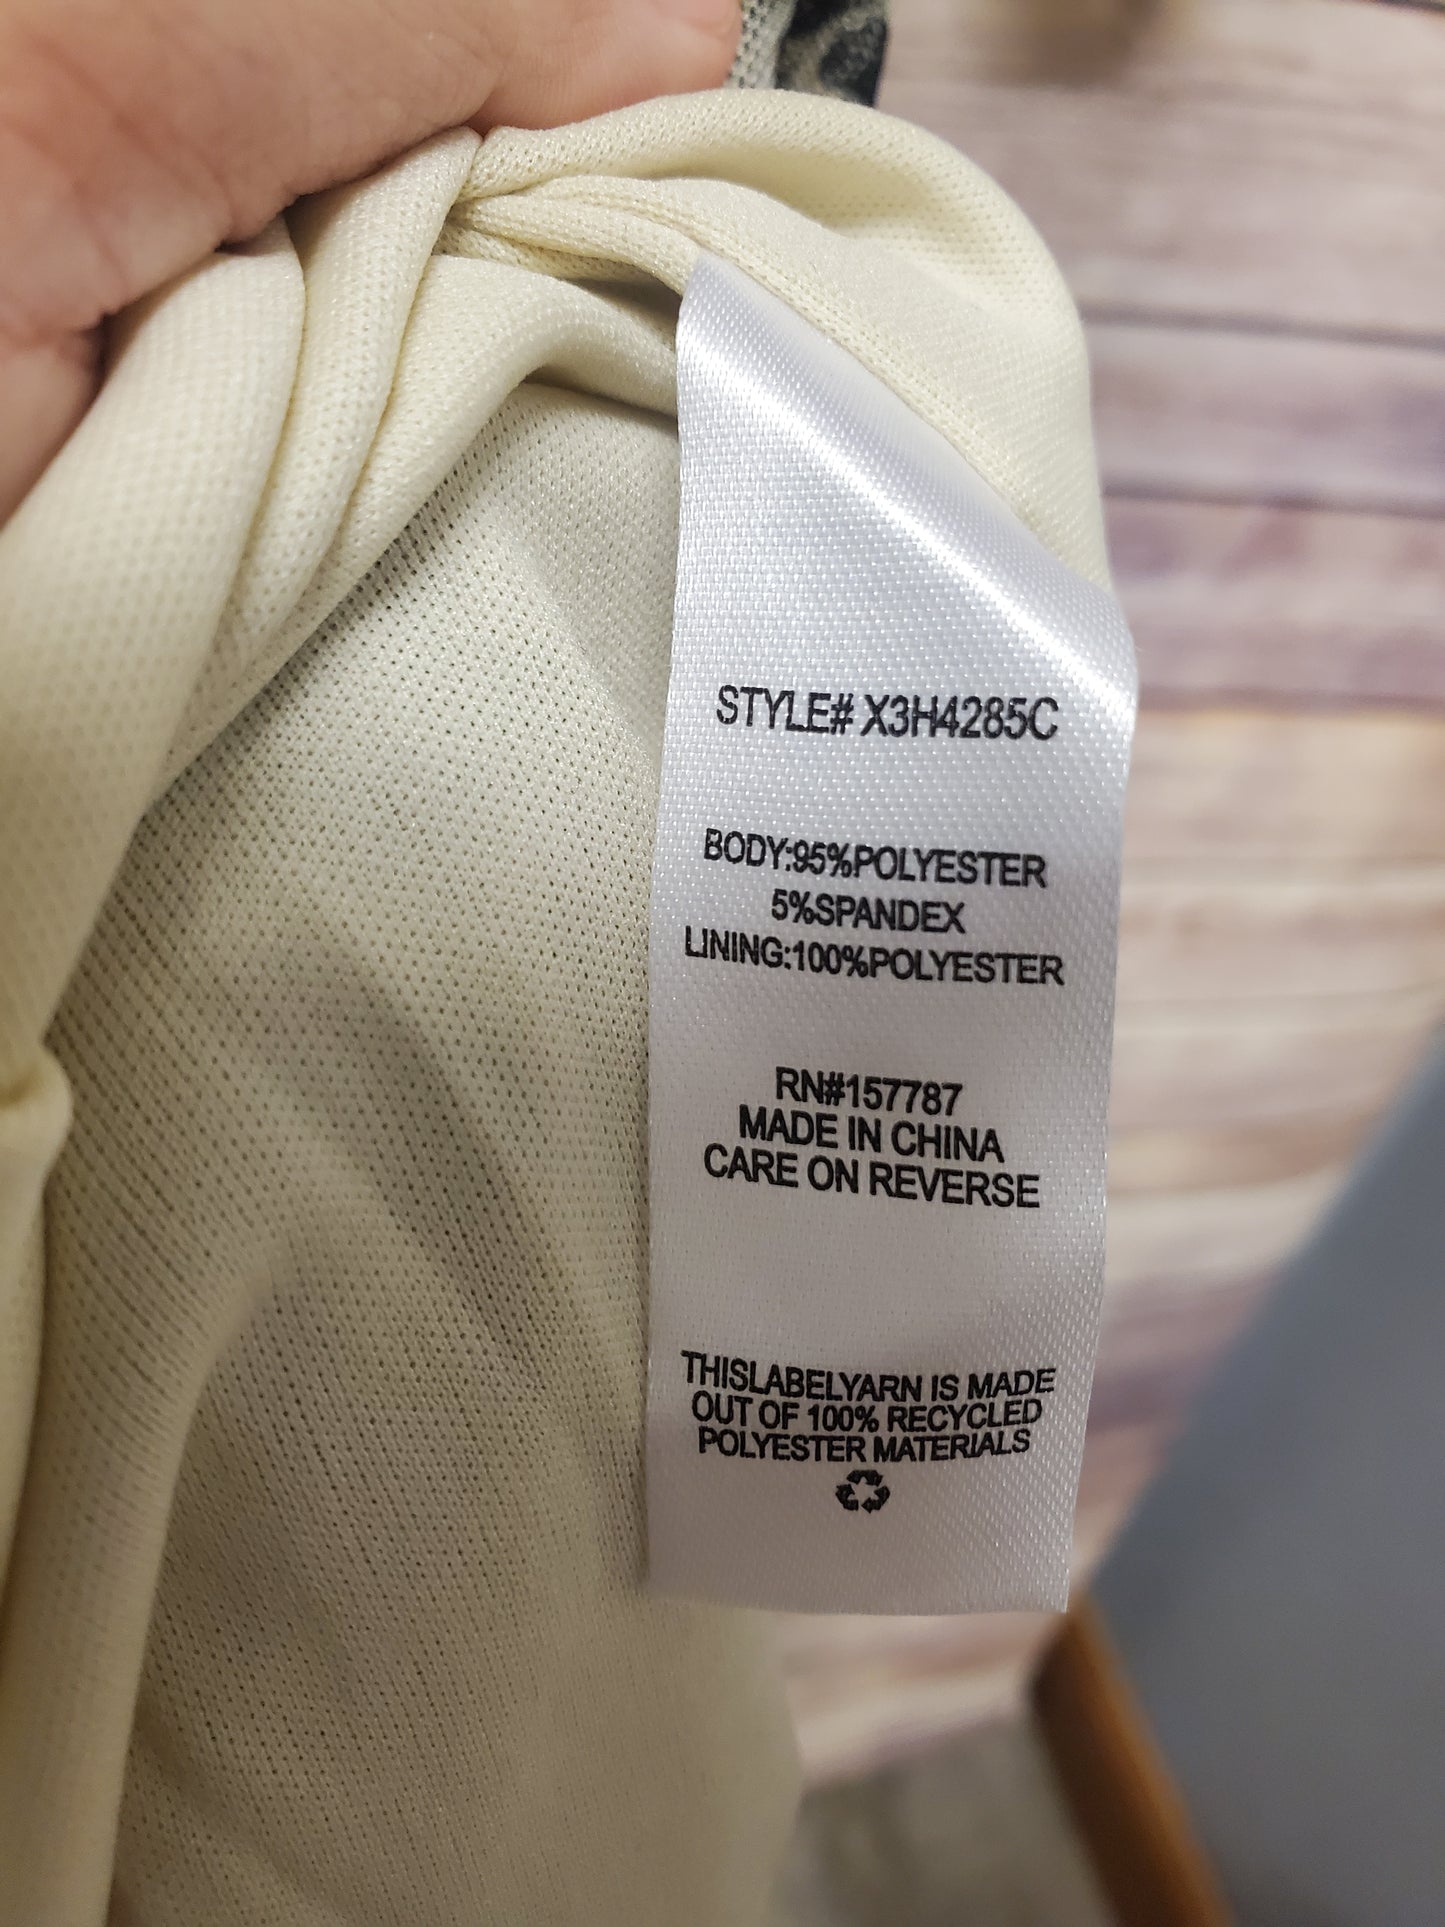 STYLE# X3H4285C
BODY:95%POLYESTER
5%SPANDEX
LINING:100%POLYESTER
RN#157787
MADE IN CHINA
CARE ON REVERSE
THISLABELYARN IS MADE
OUT OF 100% RECYCLED
POLYESTER MATERIALS